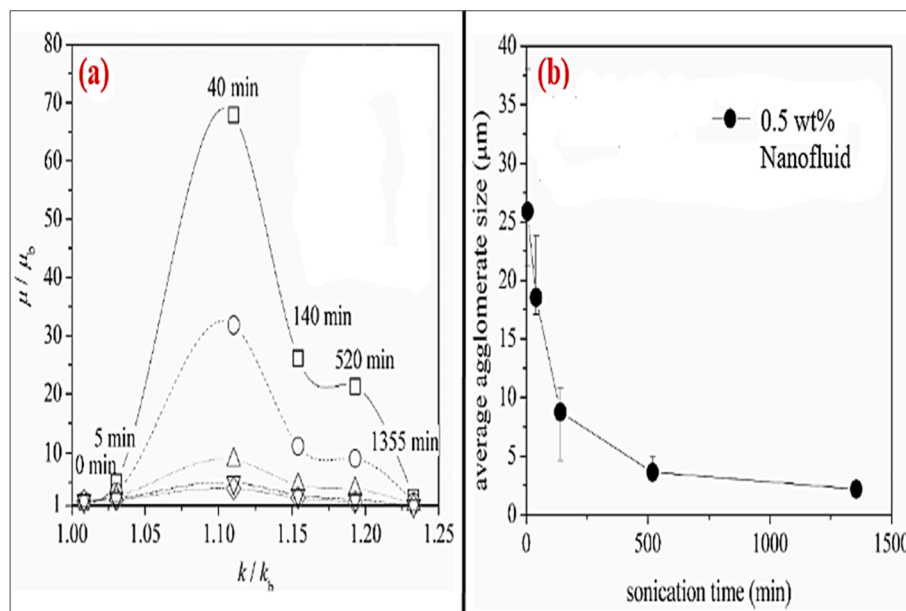 (a)
80
70
60
50
40
30
20
10
1
μ / μb
0 min
5 min
40 min
140 min
520 min
1355 min
1.00 1.05 1.10 1.15 1.20 1.25
k / kb
(b)
40
35
30
25
20
15
10
5
0
average agglomerate size (μm)
0.5 wt%
Nanofluid
0 500 1000 1500
sonication time (min)